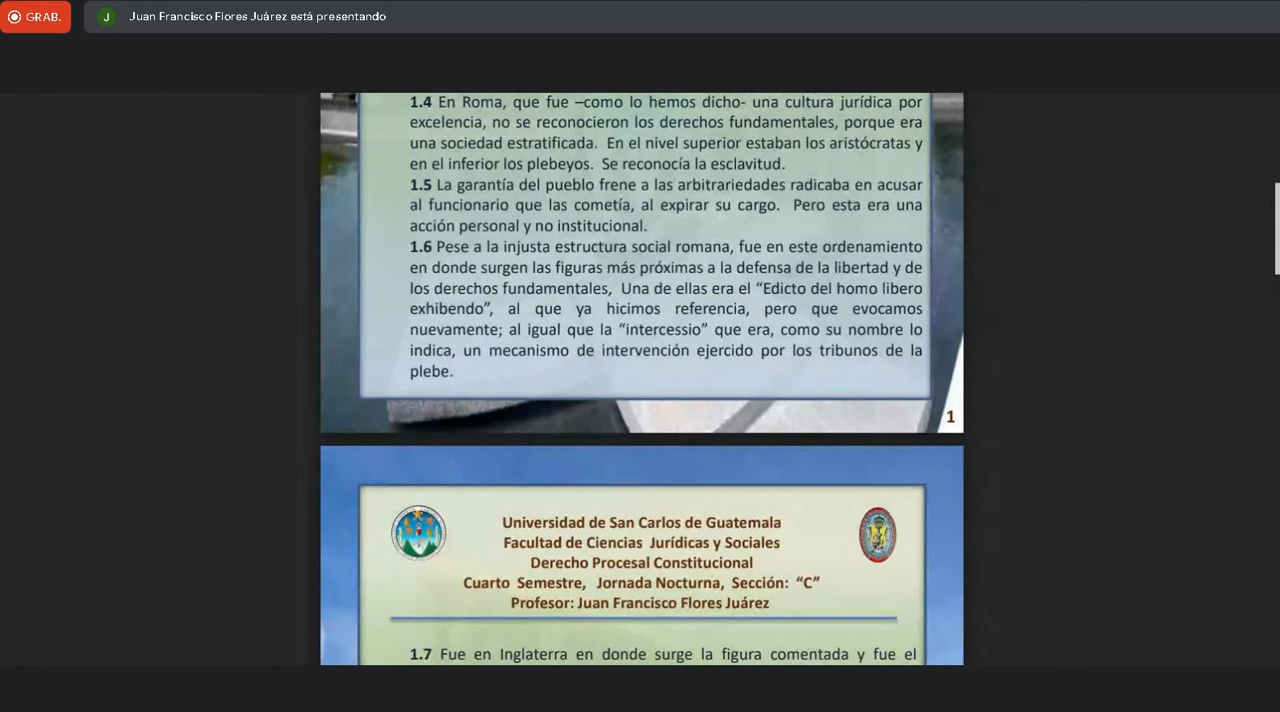 GRAB.
J
Juan Francisco Flores Juárez está presentando
1.4 En Roma, que fue –como lo hemos dicho- una cultura jurídica por
excelencia, no se reconocieron los derechos fundamentales, porque era
una sociedad estratificada. En el nivel superior estaban los aristócratas y
en el inferior los plebeyos. Se reconocía la esclavitud.
1.5 La garantía del pueblo frene a las arbitrariedades radicaba en acusar
al funcionario que las cometía, al expirar su cargo. Pero esta era una
acción personal y no institucional.
1.6 Pese a la injusta estructura social romana, fue en este ordenamiento
en donde surgen las figuras más próximas a la defensa de la libertad y de
los derechos fundamentales, Una de ellas era el “Edicto del homo libero
exhibendo”, al que ya hicimos referencia, pero que evocamos
nuevamente; al igual que la “intercessio” que era, como su nombre lo
indica, un mecanismo de intervención ejercido por los tribunos de la
plebe.
1
Universidad de San Carlos de Guatemala
Facultad de Ciencias Jurídicas y Sociales
Derecho Procesal Constitucional
Cuarto Semestre, Jornada Nocturna, Sección: “C”
Profesor: Juan Francisco Flores Juárez
1.7 Fue en Inglaterra en donde surge la figura comentada y fue el